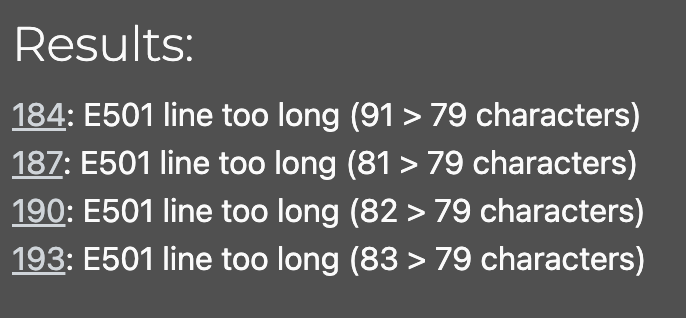 Results:
184: E501 line too long (91 > 79 characters)
187: E501 line too long (81 > 79 characters)
190: E501 line too long (82 > 79 characters)
193: E501 line too long (83 > 79 characters)